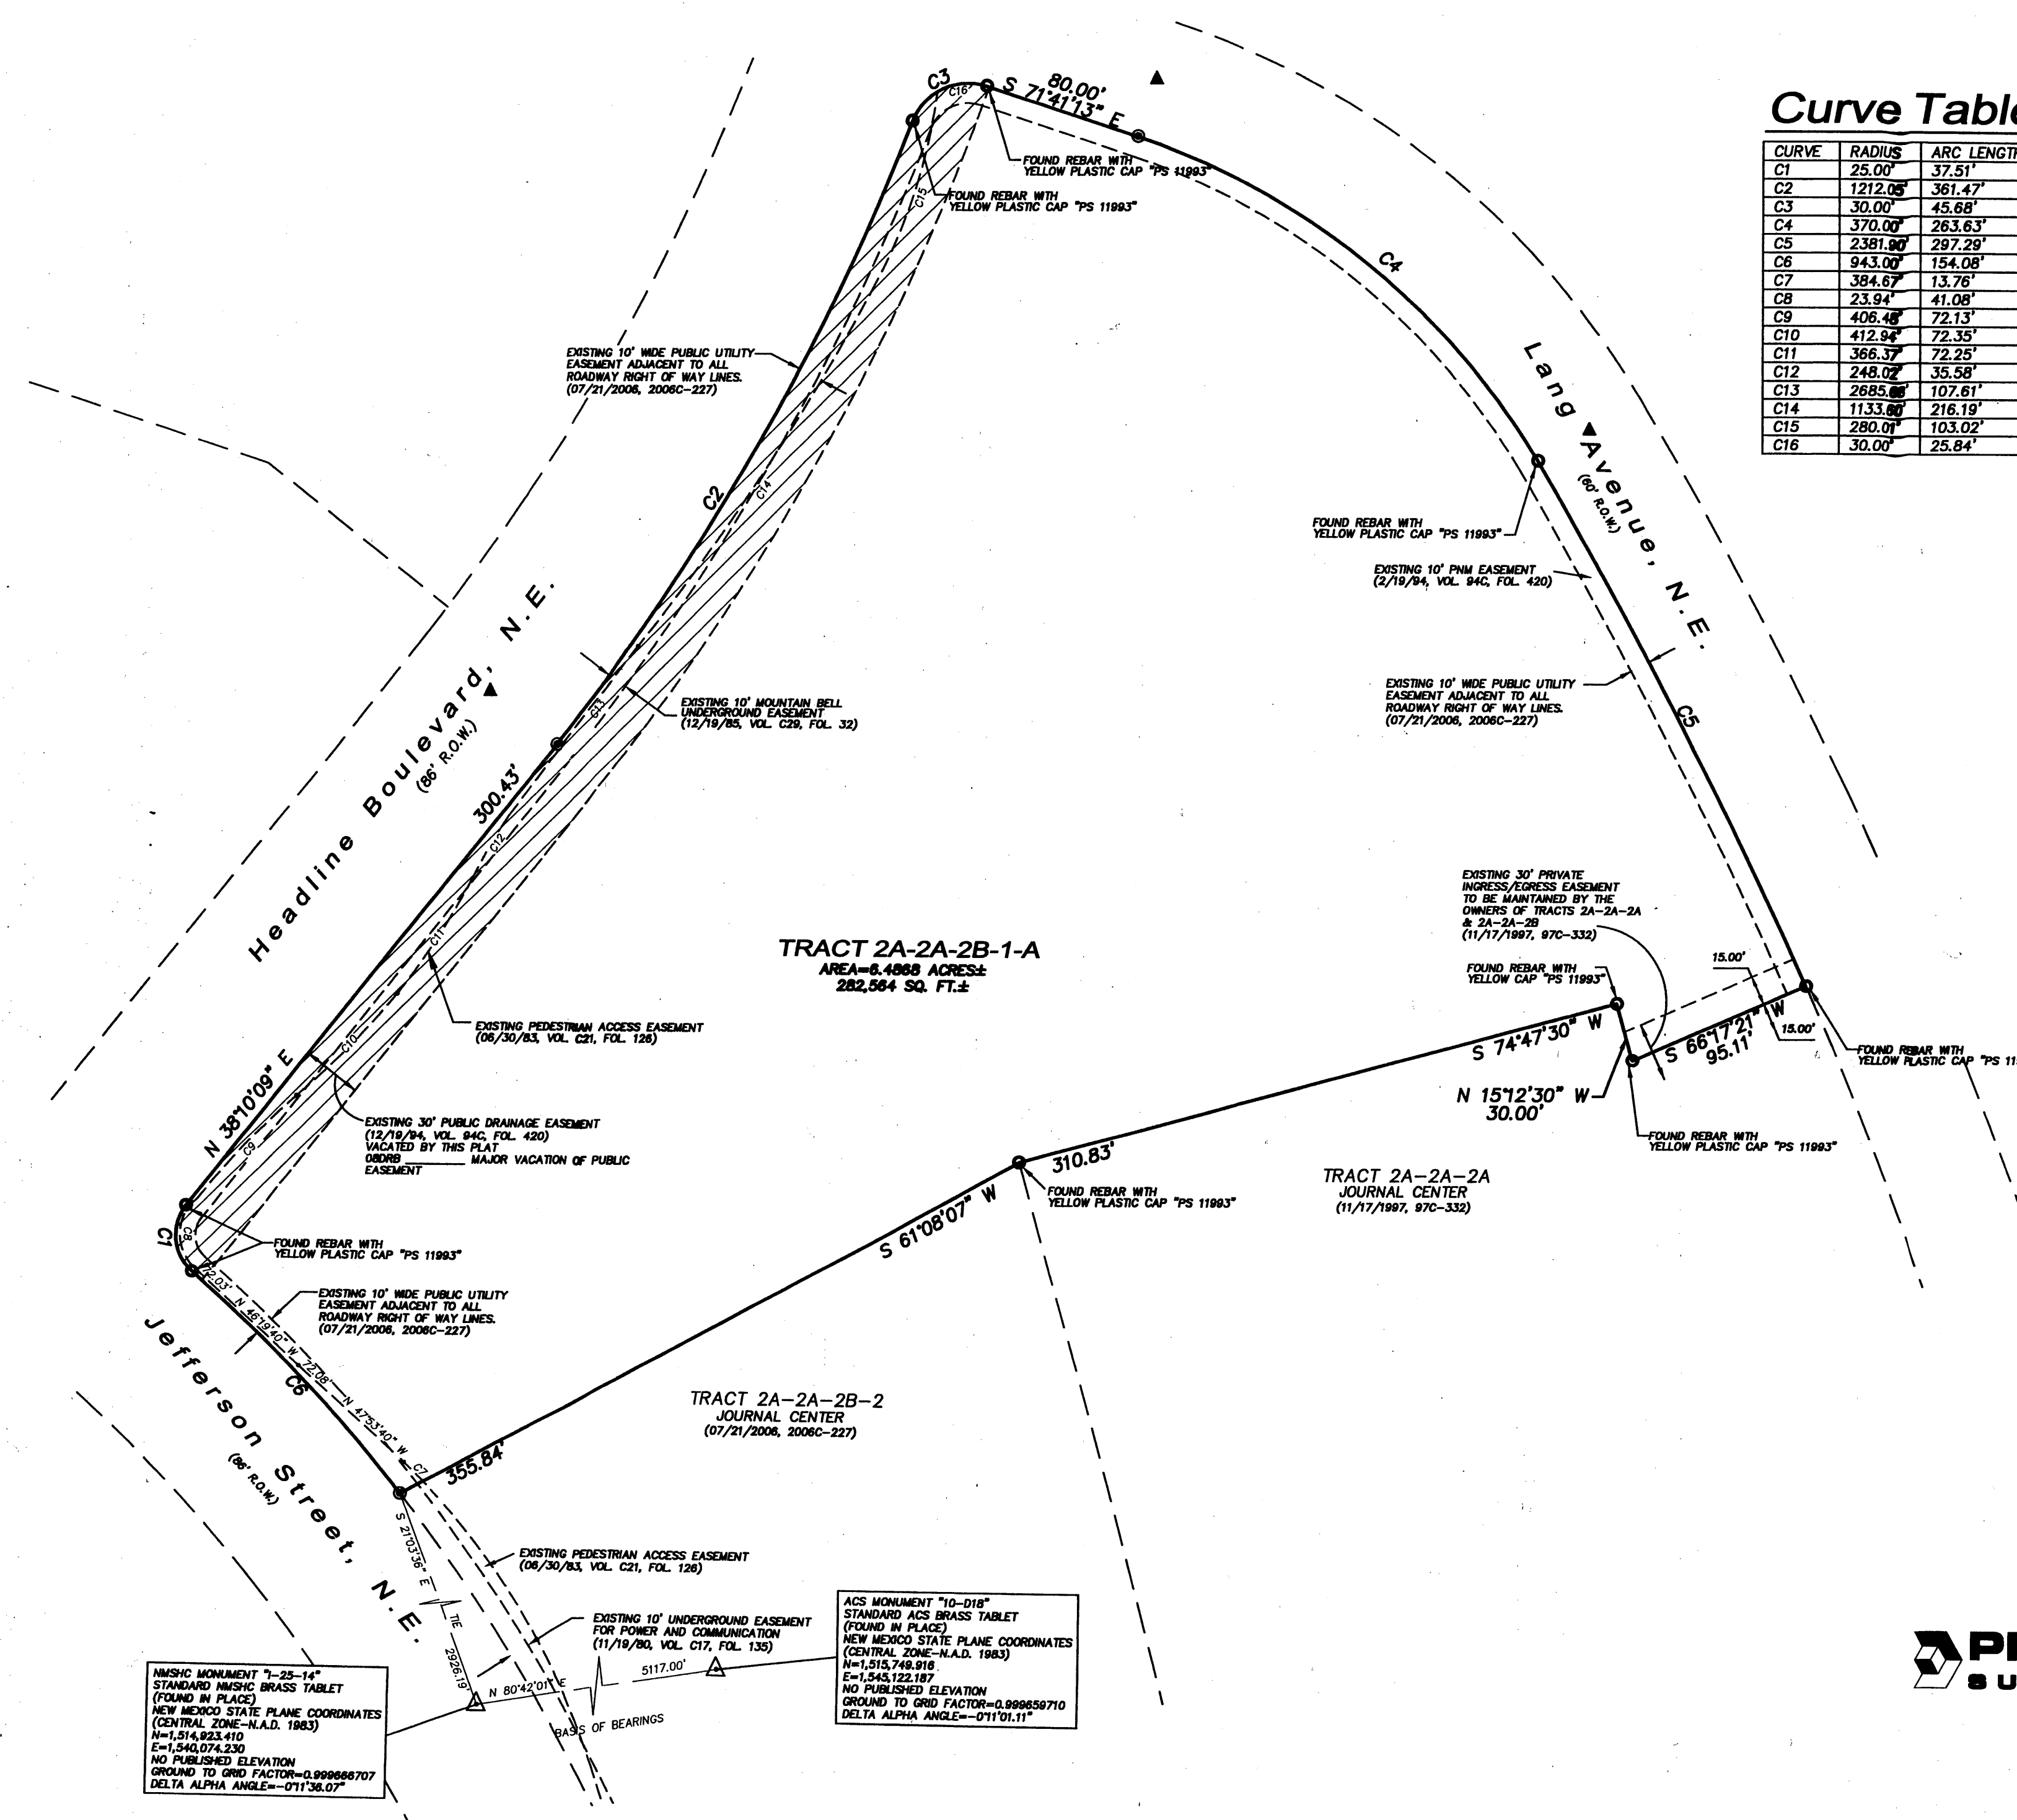 C3
C16
80.00'
S 71°41'13" E
FOUND REBAR WITH
YELLOW PLASTIC CAP "PS 11993"
FOUND REBAR WITH
YELLOW PLASTIC CAP "PS 11993"
C15
C4
Curve Table
CURVE RADIUS ARC LENGTH
C1 25.00' 37.51'
C2 1212.05' 361.47'
C3 30.00' 45.68'
C4 370.00' 263.63'
C5 2381.90' 297.29'
C6 943.00' 154.08'
C7 384.67' 13.76'
C8 23.94' 41.08'
C9 406.48' 72.13'
C10 412.94' 72.35'
C11 366.37' 72.25'
C12 248.02' 35.58'
C13 107.61'
C14 1133.60' 216.19'
C15 280.01' 103.02'
C16 30.00' 25.84'
EXISTING 10' WIDE PUBLIC UTILITY
EASEMENT ADJACENT TO ALL
ROADWAY RIGHT OF WAY LINES.
(07/21/2006, 2006C-227)
Lang Avenue, N.E.
(60' R.O.W.)
C2
C14
FOUND REBAR WITH
YELLOW PLASTIC CAP "PS 11993"
EXISTING 10' PNM EASEMENT
(2/19/94, VOL. 94C, FOL. 420)
Headline Boulevard, N.E.
(86' R.O.W.)
EXISTING 10' MOUNTAIN BELL
UNDERGROUND EASEMENT
(12/19/85, VOL. C29, FOL. 32)
C13
EXISTING 10' WIDE PUBLIC UTILITY
EASEMENT ADJACENT TO ALL
ROADWAY RIGHT OF WAY LINES.
(07/21/2006, 2006C-227)
C5
300.43'
C12
C11
EXISTING 30' PRIVATE
INGRESS/EGRESS EASEMENT
TO BE MAINTAINED BY THE
OWNERS OF TRACTS 2A-2A-2A
& 2A-2A-2B
(11/17/1997, 97C-332)
TRACT 2A-2A-2B-1-A
AREA=6.4868 ACRES±
282,564 SQ. FT.±
FOUND REBAR WITH
YELLOW CAP "PS 11993"
15.00'
15.00'
S 74°47'30" W
S 66°17'21" W
95.11'
EXISTING PEDESTRIAN ACCESS EASEMENT
(06/30/83, VOL. C21, FOL. 126)
C10
N 38°10'09" E
N 15°12'30" W
30.00'
FOUND REBAR WITH
YELLOW PLASTIC CAP "PS 11
EXISTING 30' PUBLIC DRAINAGE EASEMENT
(12/19/94, VOL. 94C, FOL. 420)
VACATED BY THIS PLAT
08DRB ________ MAJOR VACATION OF PUBLIC
EASEMENT
C9
FOUND REBAR WITH
YELLOW PLASTIC CAP "PS 11993"
310.83'
S 61°08'07" W
FOUND REBAR WITH
YELLOW PLASTIC CAP "PS 11993"
TRACT 2A-2A-2A
JOURNAL CENTER
(11/17/1997, 97C-332)
C1
C8
FOUND REBAR WITH
YELLOW PLASTIC CAP "PS 11993"
72.03'
N 46°19'40" W
EXISTING 10' WIDE PUBLIC UTILITY
EASEMENT ADJACENT TO ALL
ROADWAY RIGHT OF WAY LINES.
(07/21/2006, 2006C-227)
72.08'
N 47°53'40" W
C6
C7
Jefferson Street, N.E.
(86' R.O.W.)
TRACT 2A-2A-2B-2
JOURNAL CENTER
(07/21/2006, 2006C-227)
355.84'
S 21°03'36" E
TIE
2926.19'
EXISTING PEDESTRIAN ACCESS EASEMENT
(06/30/83, VOL. C21, FOL. 126)
EXISTING 10' UNDERGROUND EASEMENT
FOR POWER AND COMMUNICATION
(11/19/80, VOL. C17, FOL. 135)
N 80°42'01" E
5117.00'
BASIS OF BEARINGS
ACS MONUMENT "10-D18"
STANDARD ACS BRASS TABLET
(FOUND IN PLACE)
NEW MEXICO STATE PLANE COORDINATES
(CENTRAL ZONE-N.A.D. 1983)
N=1,515,749.916
E=1,545,122.187
NO PUBLISHED ELEVATION
GROUND TO GRID FACTOR=0.999659710
DELTA ALPHA ANGLE=-0°11'01.11"
NMSHC MONUMENT "I-25-14"
STANDARD NMSHC BRASS TABLET
(FOUND IN PLACE)
NEW MEXICO STATE PLANE COORDINATES
(CENTRAL ZONE-N.A.D. 1983)
N=1,514,923.410
E=1,540,074.230
NO PUBLISHED ELEVATION
GROUND TO GRID FACTOR=0.999666707
DELTA ALPHA ANGLE=-0°11'36.07"